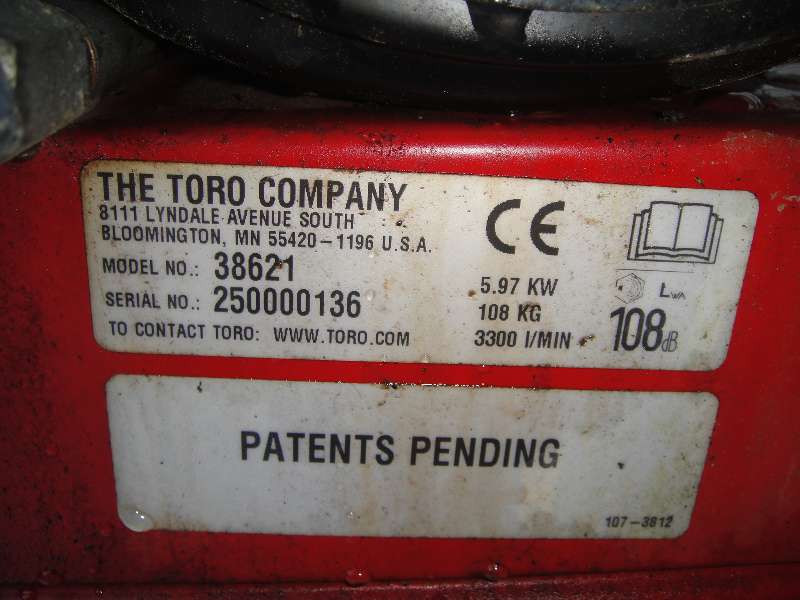 THE TORO COMPANY
8111 LYNDALE AVENUE SOUTH
BLOOMINGTON, MN 55420-1196 U.S.A.
MODEL NO.: 38621
SERIAL NO.: 250000136
TO CONTACT TORO: WWW.TORO.COM
CE
5.97 KW
108 KG
3300 I/MIN
LWA
108dB
PATENTS PENDING
107-3812